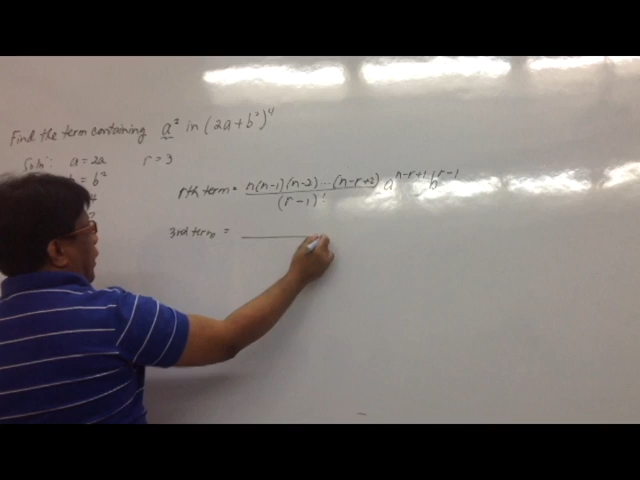 Find the term containing a² in (2a+b²)⁴
Soln: a = 2a r = 3
= b²
rth term = n(n-1)(n-2)...(n-r+2) / (r-1)! a^(n-r+1) b^(r-1)
3rd term =